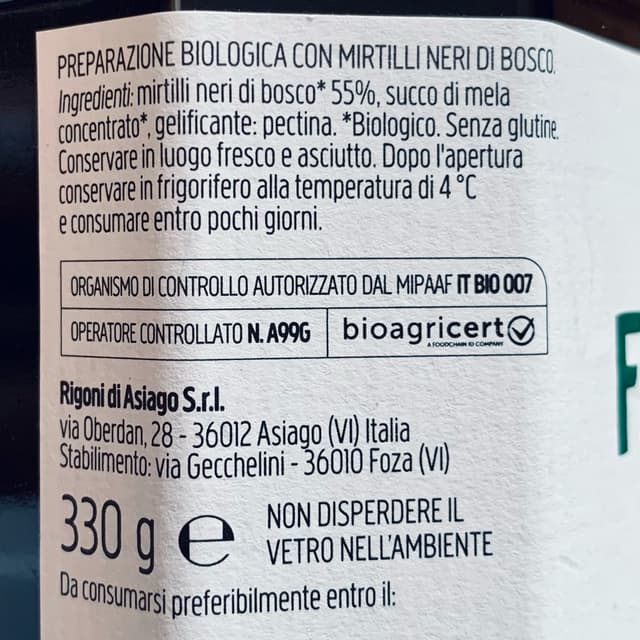 PREPARAZIONE BIOLOGICA CON MIRTILLI NERI DI BOSCO.
Ingredienti: mirtilli neri di bosco* 55%, succo di mela
concentrato*, gelificante: pectina. *Biologico. Senza glutine.
Conservare in luogo fresco e asciutto. Dopo l'apertura
conservare in frigorifero alla temperatura di 4 °C
e consumare entro pochi giorni.
ORGANISMO DI CONTROLLO AUTORIZZATO DAL MIPAAF IT BIO 007
OPERATORE CONTROLLATO N. A99G
bioagricert
A FOODCHAIN ID COMPANY
Rigoni di Asiago S.r.l.
via Oberdan, 28 - 36012 Asiago (VI) Italia
Stabilimento: via Gecchelini - 36010 Foza (VI)
330 g e
NON DISPERDERE IL
VETRO NELL'AMBIENTE
Da consumarsi preferibilmente entro il:
F